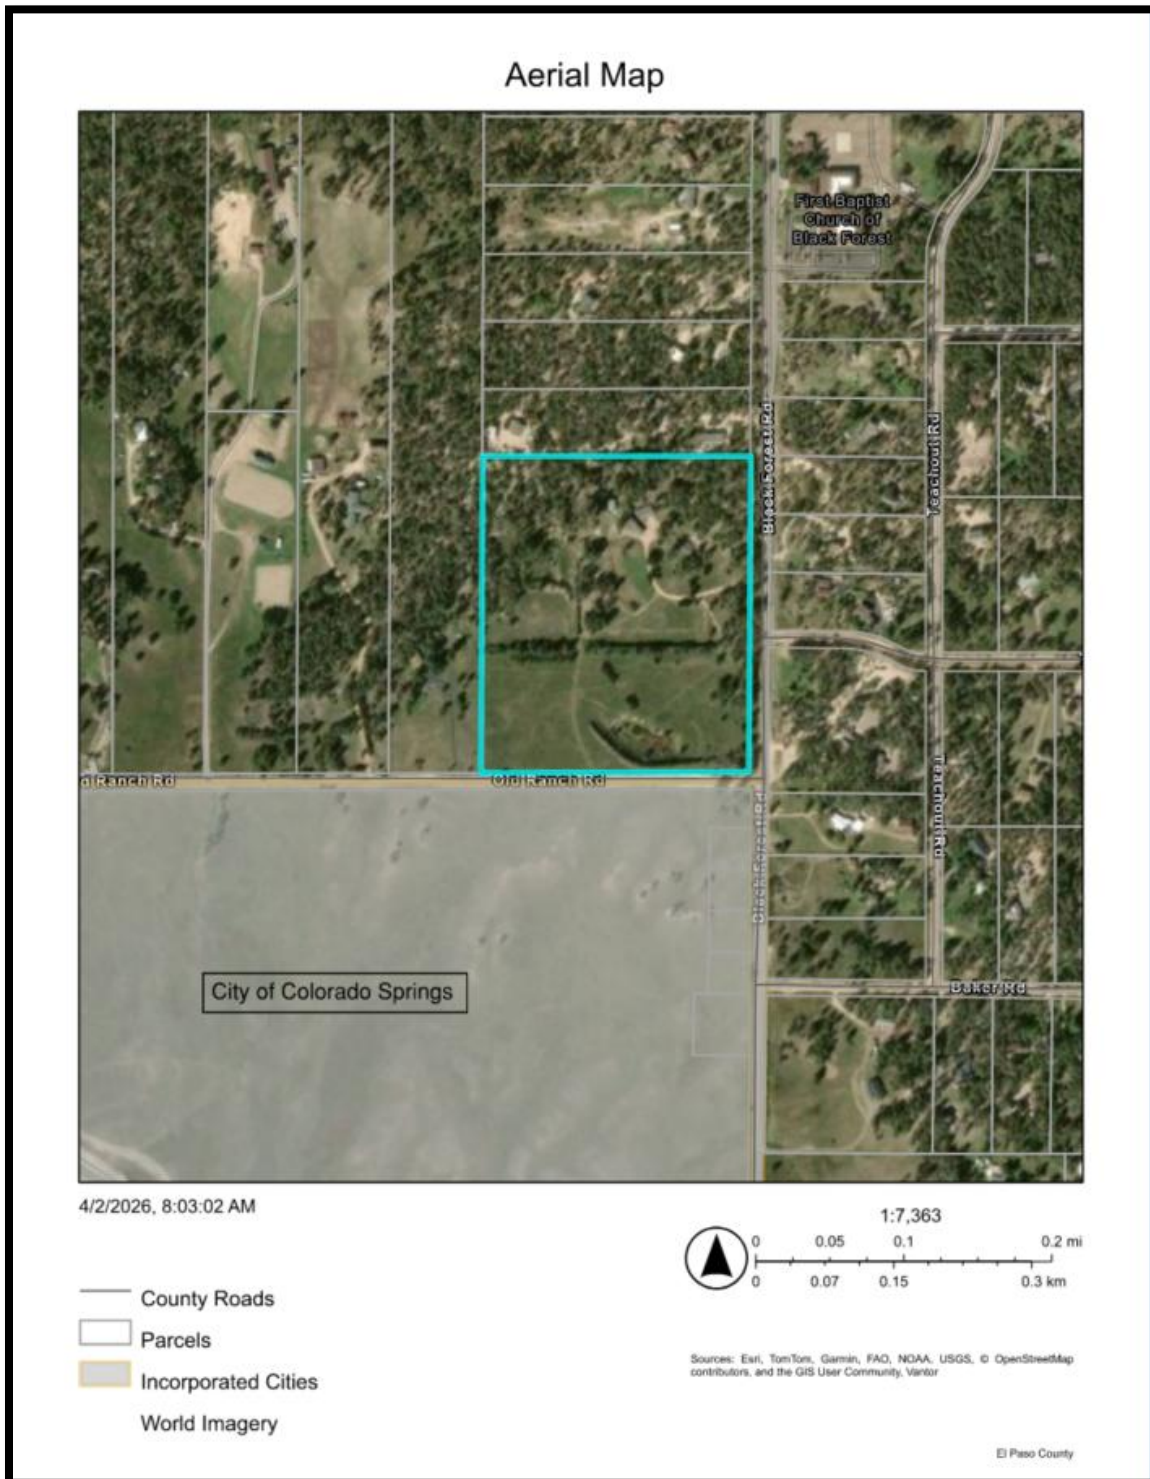 Aerial Map
First Baptist
Church of
Black Forest
Black Forest Rd
Teachout Rd
d Ranch Rd
Old Ranch Rd
Black Forest Rd
Teachout Rd
City of Colorado Springs
Baker Rd
4/2/2026, 8:03:02 AM
1:7,363
0 0.05 0.1 0.2 mi
0 0.07 0.15 0.3 km
County Roads
Parcels
Incorporated Cities
World Imagery
Sources: Esri, TomTom, Garmin, FAO, NOAA, USGS, © OpenStreetMap
contributors, and the GIS User Community, Vantor
El Paso County